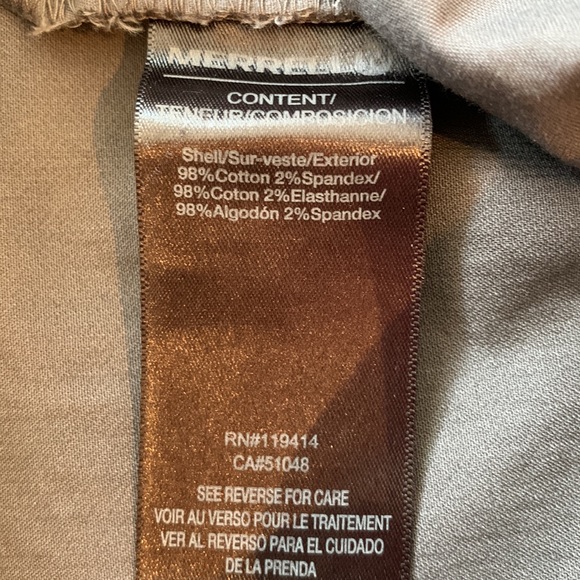 MERRELL
CONTENT/
TENEUR/COMPOSICION
Shell/Sur-veste/Exterior
98%Cotton 2%Spandex/
98%Coton 2%Elasthanne/
98%Algodón 2%Spandex
RN#119414
CA#51048
SEE REVERSE FOR CARE
VOIR AU VERSO POUR LE TRAITEMENT
VER AL REVERSO PARA EL CUIDADO
DE LA PRENDA